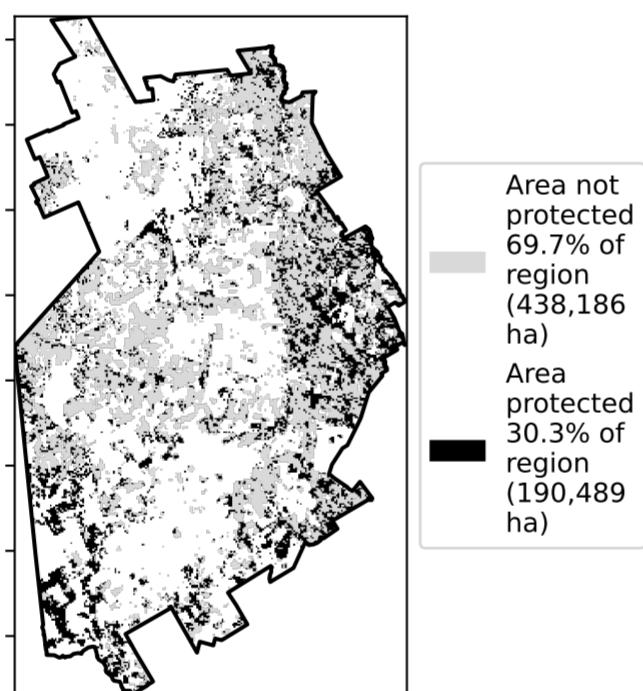 Area not
protected
69.7% of
region
(438,186
ha)
Area
protected
30.3% of
region
(190,489
ha)